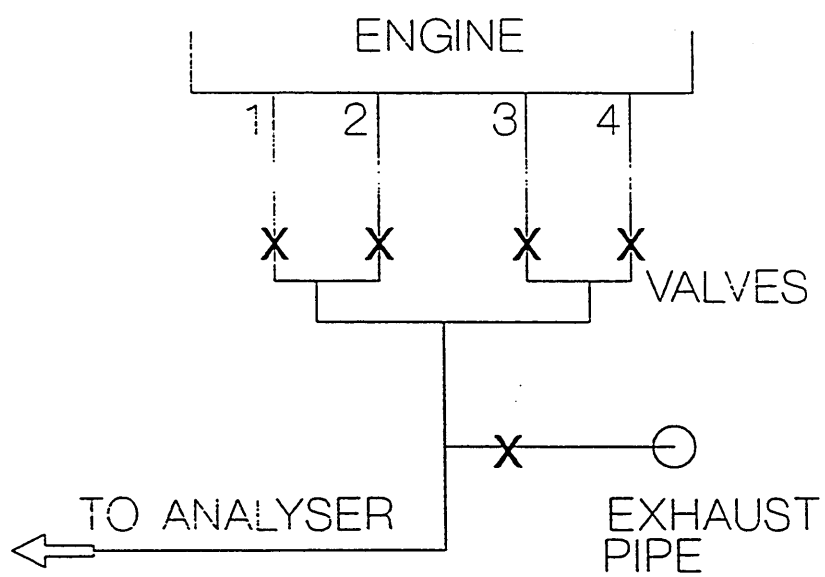 ENGINE
1 2 3 4
X X X X
VALVES
X
TO ANALYSER
EXHAUST
PIPE